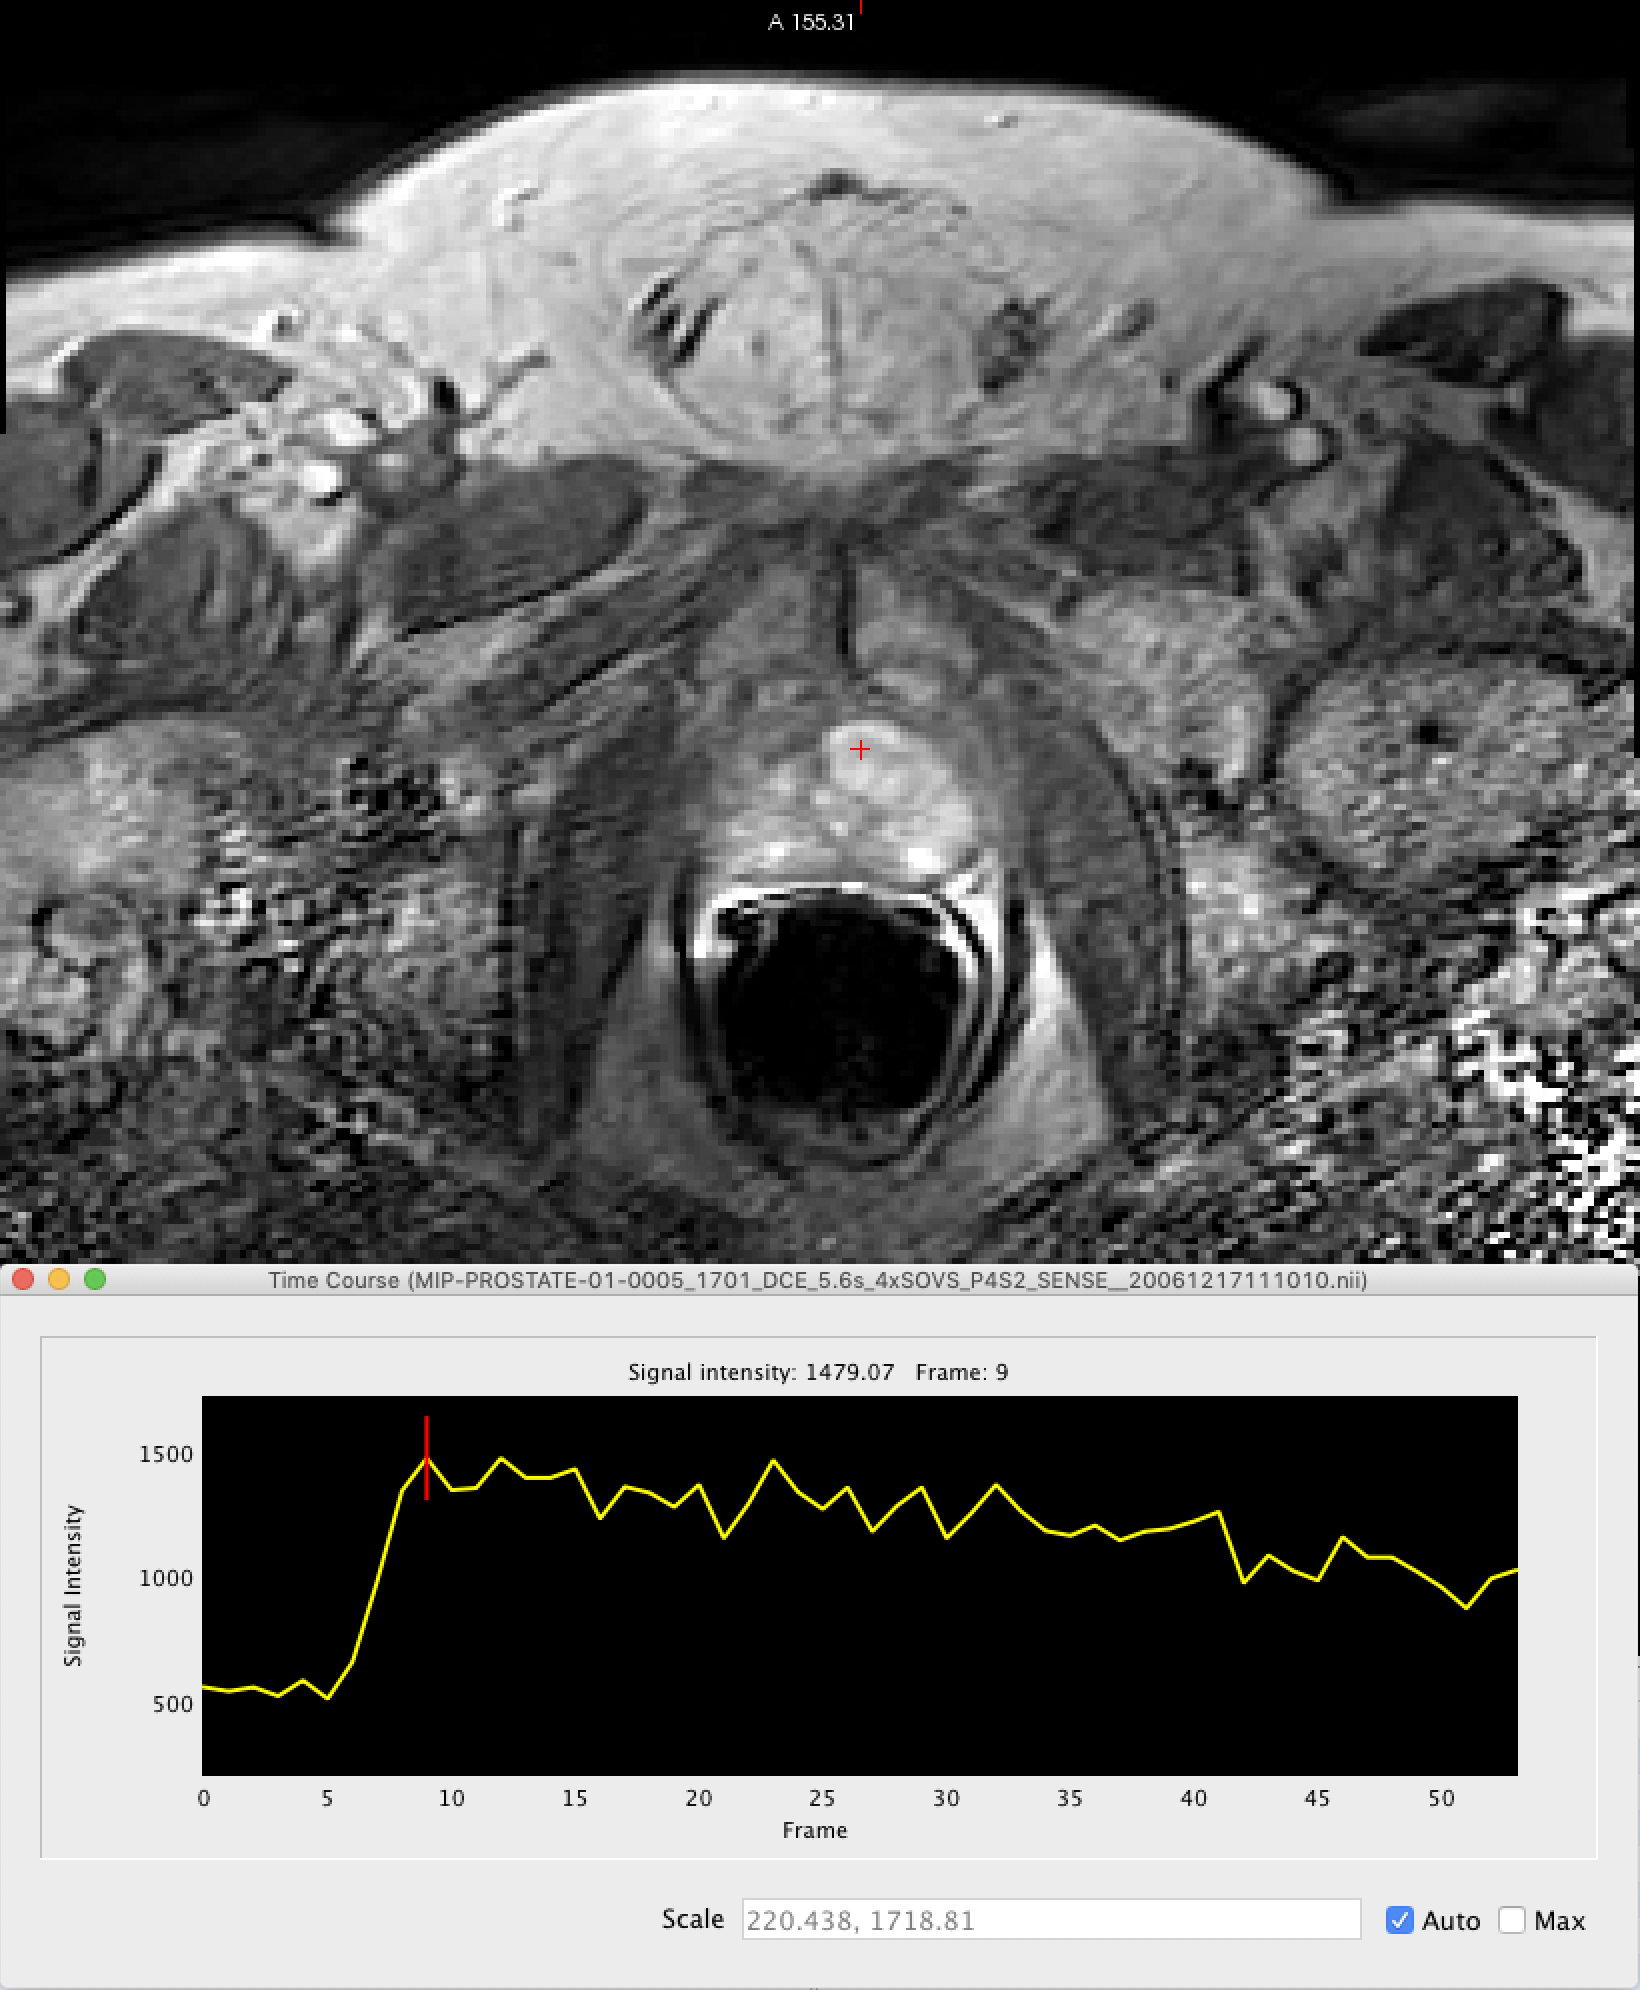 A 155.31
Time Course (MIP-PROSTATE-01-0005_1701_DCE_5.6s_4xSOVS_P4S2_SENSE__20061217111010.nii)
Signal intensity: 1479.07 Frame: 9
Signal Intensity
1500
1000
500
0 5 10 15 20 25 30 35 40 45 50
Frame
Scale 220.438, 1718.81 Auto Max